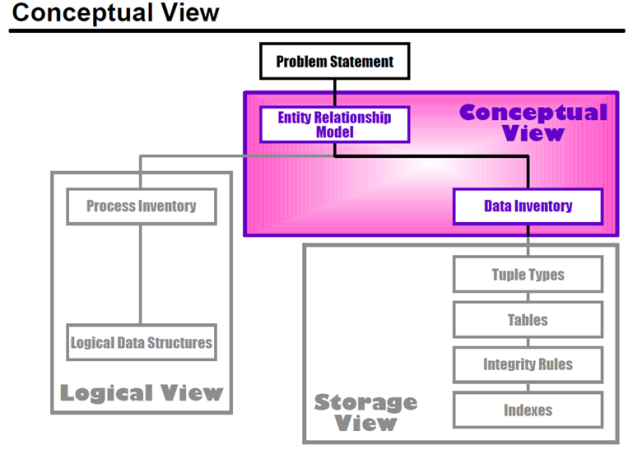 Conceptual View
Problem Statement
Entity Relationship
Model
Conceptual
View
Process Inventory
Data Inventory
Tuple Types
Tables
Logical Data Structures
Integrity Rules
Logical View
Storage
View
Indexes